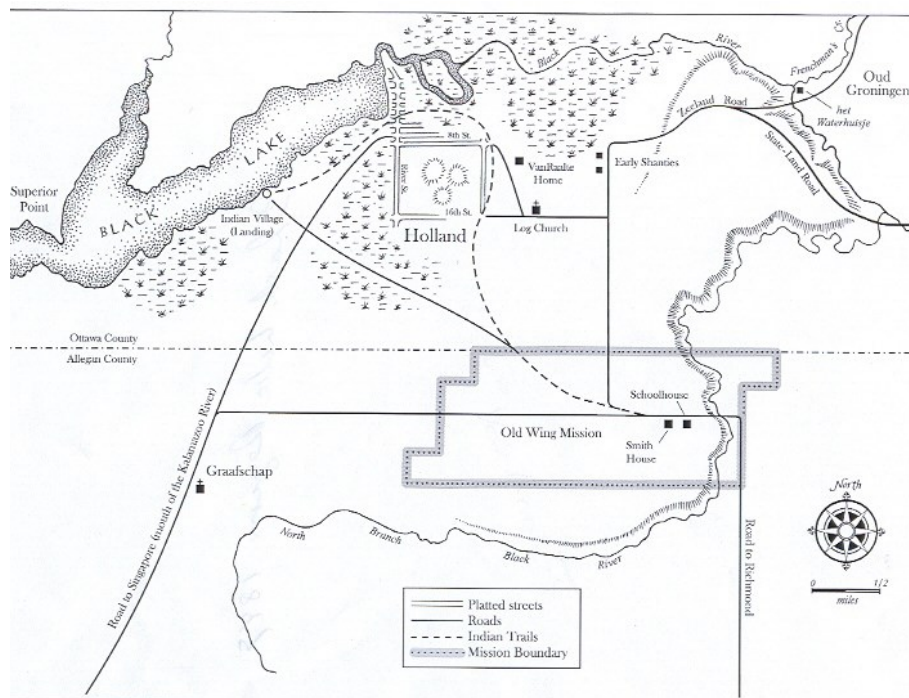 River
Frenchman's Cr.
Black
Oud
Groningen
het
Waterhuisje
Zeeland Road
State-Land Road
8th St.
River St.
16th St.
VanRaalte
Home
Early Shanties
BLACK LAKE
Superior
Point
Indian Village
(Landing)
Holland
Log Church
Ottawa County
Allegan County
Schoolhouse
Old Wing Mission
Smith
House
Graafschap
Road to Singapore (mouth of the Kalamazoo River)
North Branch Black River
Road to Richmond
North
0 1/2
miles
Platted streets
Roads
Indian Trails
Mission Boundary